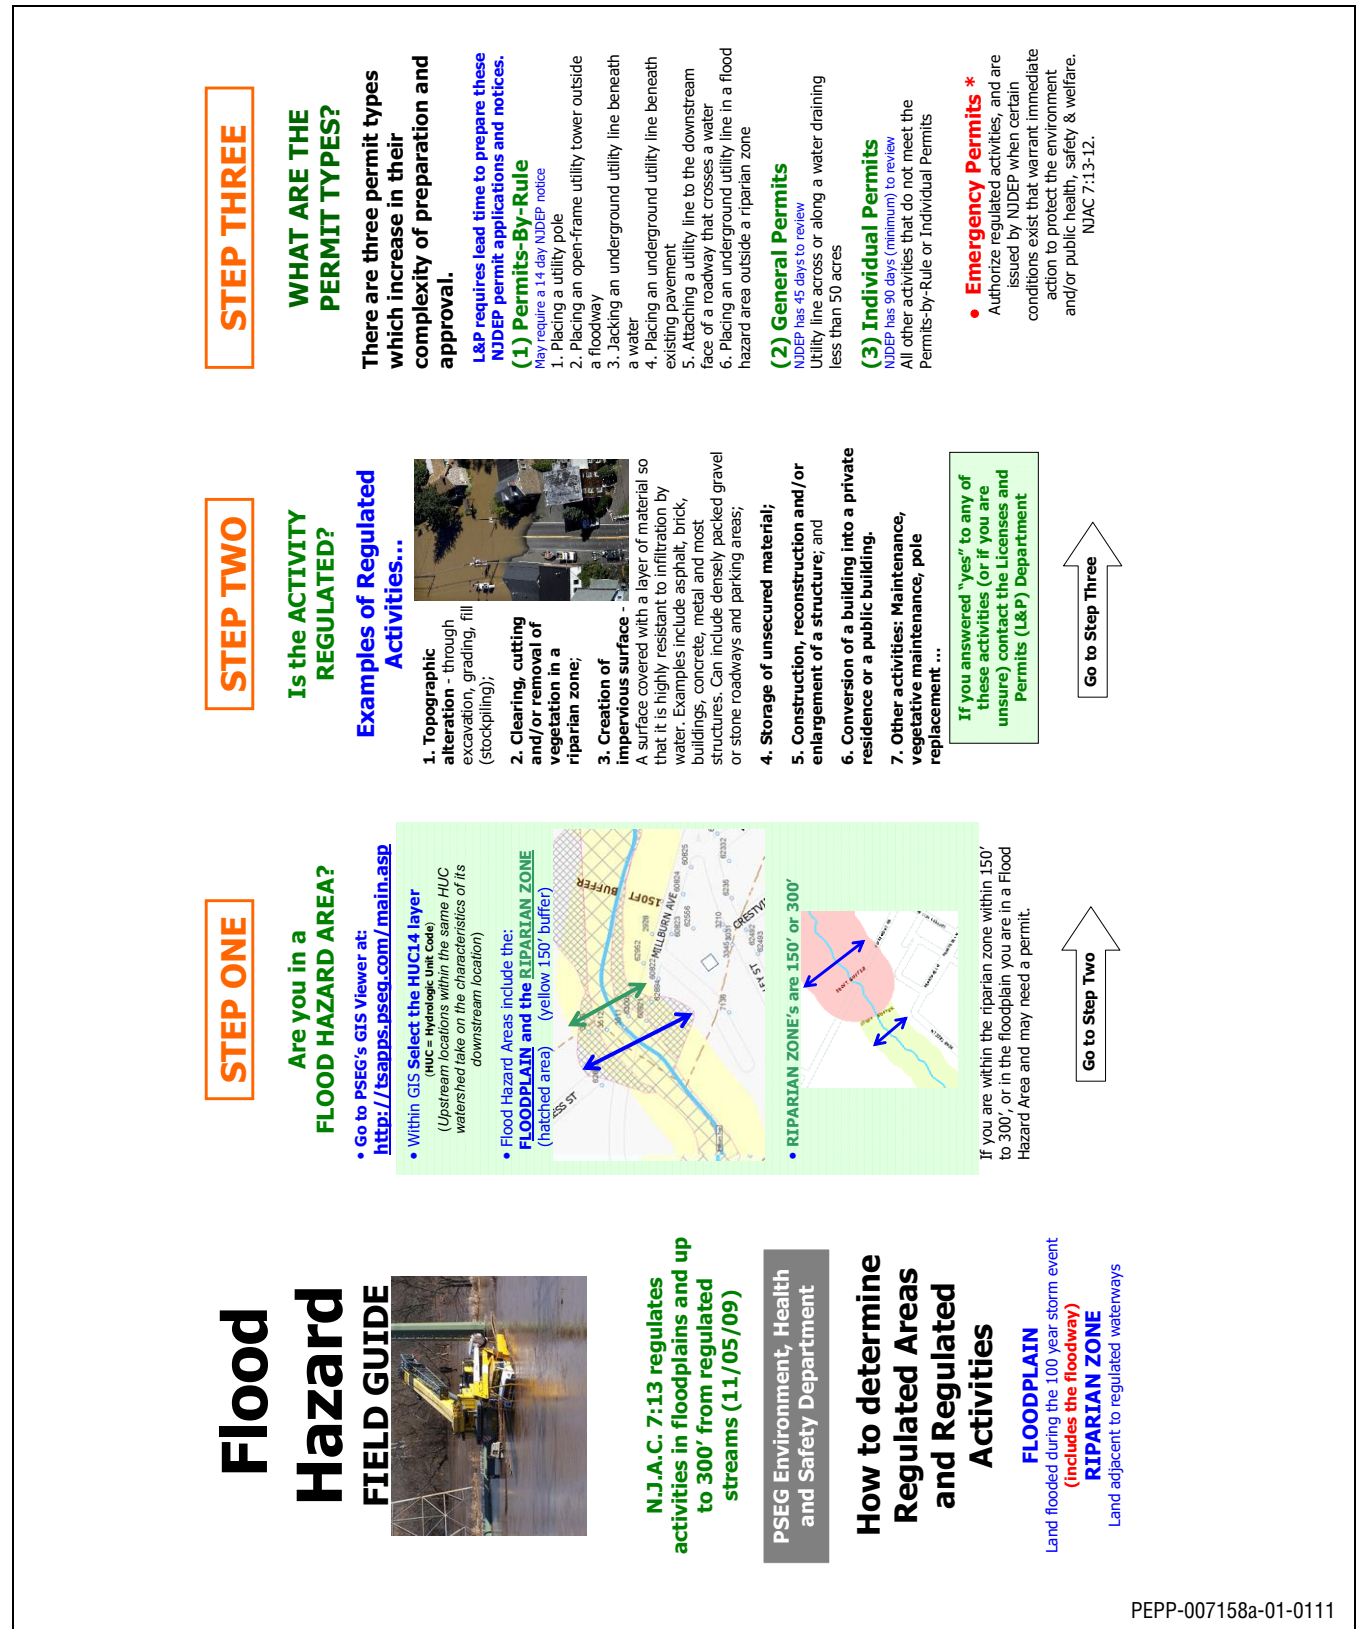 Flood
Hazard
FIELD GUIDE
N.J.A.C. 7:13 regulates
activities in floodplains and up
to 300’ from regulated
streams (11/05/09)
PSEG Environment, Health
and Safety Department
How to determine
Regulated Areas
and Regulated
Activities
FLOODPLAIN
Land flooded during the 100 year storm event
(includes the floodway)
RIPARIAN ZONE
Land adjacent to regulated waterways
STEP ONE
Are you in a
FLOOD HAZARD AREA?
• Go to PSEG’s GIS Viewer at:
http://tsapps.pseg.com/main.asp
• Within GIS Select the HUC14 layer
(HUC = Hydrologic Unit Code)
(Upstream locations within the same HUC
watershed take on the characteristics of its
downstream location)
• Flood Hazard Areas include the:
FLOODPLAIN and the RIPARIAN ZONE
(hatched area) (yellow 150’ buffer)
150FT BUFFER
MILLBURN AVE
ESS ST
62952
2928
60822
60823
62556
60824
60825
62894
7136
3345
3210
6235
62332
62492
62493
• RIPARIAN ZONE’s are 150’ or 300’
If you are within the riparian zone within 150’
to 300’, or in the floodplain you are in a Flood
Hazard Area and may need a permit.
Go to Step Two
STEP TWO
Is the ACTIVITY
REGULATED?
Examples of Regulated
Activities…
1. Topographic
alteration - through
excavation, grading, fill
(stockpiling);
2. Clearing, cutting
and/or removal of
vegetation in a
riparian zone;
3. Creation of
impervious surface -
A surface covered with a layer of material so
that it is highly resistant to infiltration by
water. Examples include asphalt, brick,
buildings, concrete, metal and most
structures. Can include densely packed gravel
or stone roadways and parking areas;
4. Storage of unsecured material;
5. Construction, reconstruction and/or
enlargement of a structure; and
6. Conversion of a building into a private
residence or a public building.
7. Other activities: Maintenance,
vegetative maintenance, pole
replacement …
If you answered “yes” to any of
these activities (or if you are
unsure) contact the Licenses and
Permits (L&P) Department
Go to Step Three
STEP THREE
WHAT ARE THE
PERMIT TYPES?
There are three permit types
which increase in their
complexity of preparation and
approval.
L&P requires lead time to prepare these
NJDEP permit applications and notices.
(1) Permits-By-Rule
May require a 14 day NJDEP notice
1. Placing a utility pole
2. Placing an open-frame utility tower outside
a floodway
3. Jacking an underground utility line beneath
a water
4. Placing an underground utility line beneath
existing pavement
5. Attaching a utility line to the downstream
face of a roadway that crosses a water
6. Placing an underground utility line in a flood
hazard area outside a riparian zone
(2) General Permits
NJDEP has 45 days to review
Utility line across or along a water draining
less than 50 acres
(3) Individual Permits
NJDEP has 90 days (minimum) to review
All other activities that do not meet the
Permits-by-Rule or Individual Permits
• Emergency Permits *
Authorize regulated activities, and are
issued by NJDEP when certain
conditions exist that warrant immediate
action to protect the environment
and/or public health, safety & welfare.
NJAC 7:13-12.
PEPP-007158a-01-0111